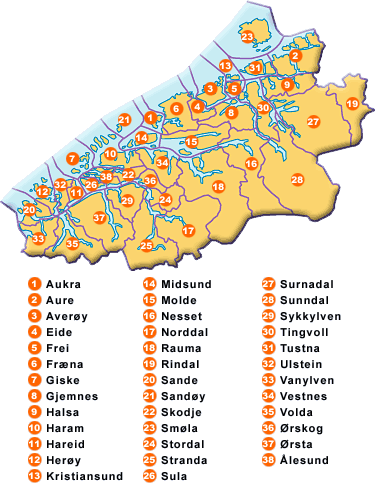 23
2
13
31
3
5
9
19
6
4
30
1
8
27
21
14
15
10
34
16
7
38
22
36
18
28
32
26
12
11
29
24
20
37
17
33
35
25
1 Aukra
2 Aure
3 Averøy
4 Eide
5 Frei
6 Fræna
7 Giske
8 Gjemnes
9 Halsa
10 Haram
11 Hareid
12 Herøy
13 Kristiansund
14 Midsund
15 Molde
16 Nesset
17 Norddal
18 Rauma
19 Rindal
20 Sande
21 Sandøy
22 Skodje
23 Smøla
24 Stordal
25 Stranda
26 Sula
27 Surnadal
28 Sunndal
29 Sykkylven
30 Tingvoll
31 Tustna
32 Ulstein
33 Vanylven
34 Vestnes
35 Volda
36 Ørskog
37 Ørsta
38 Ålesund